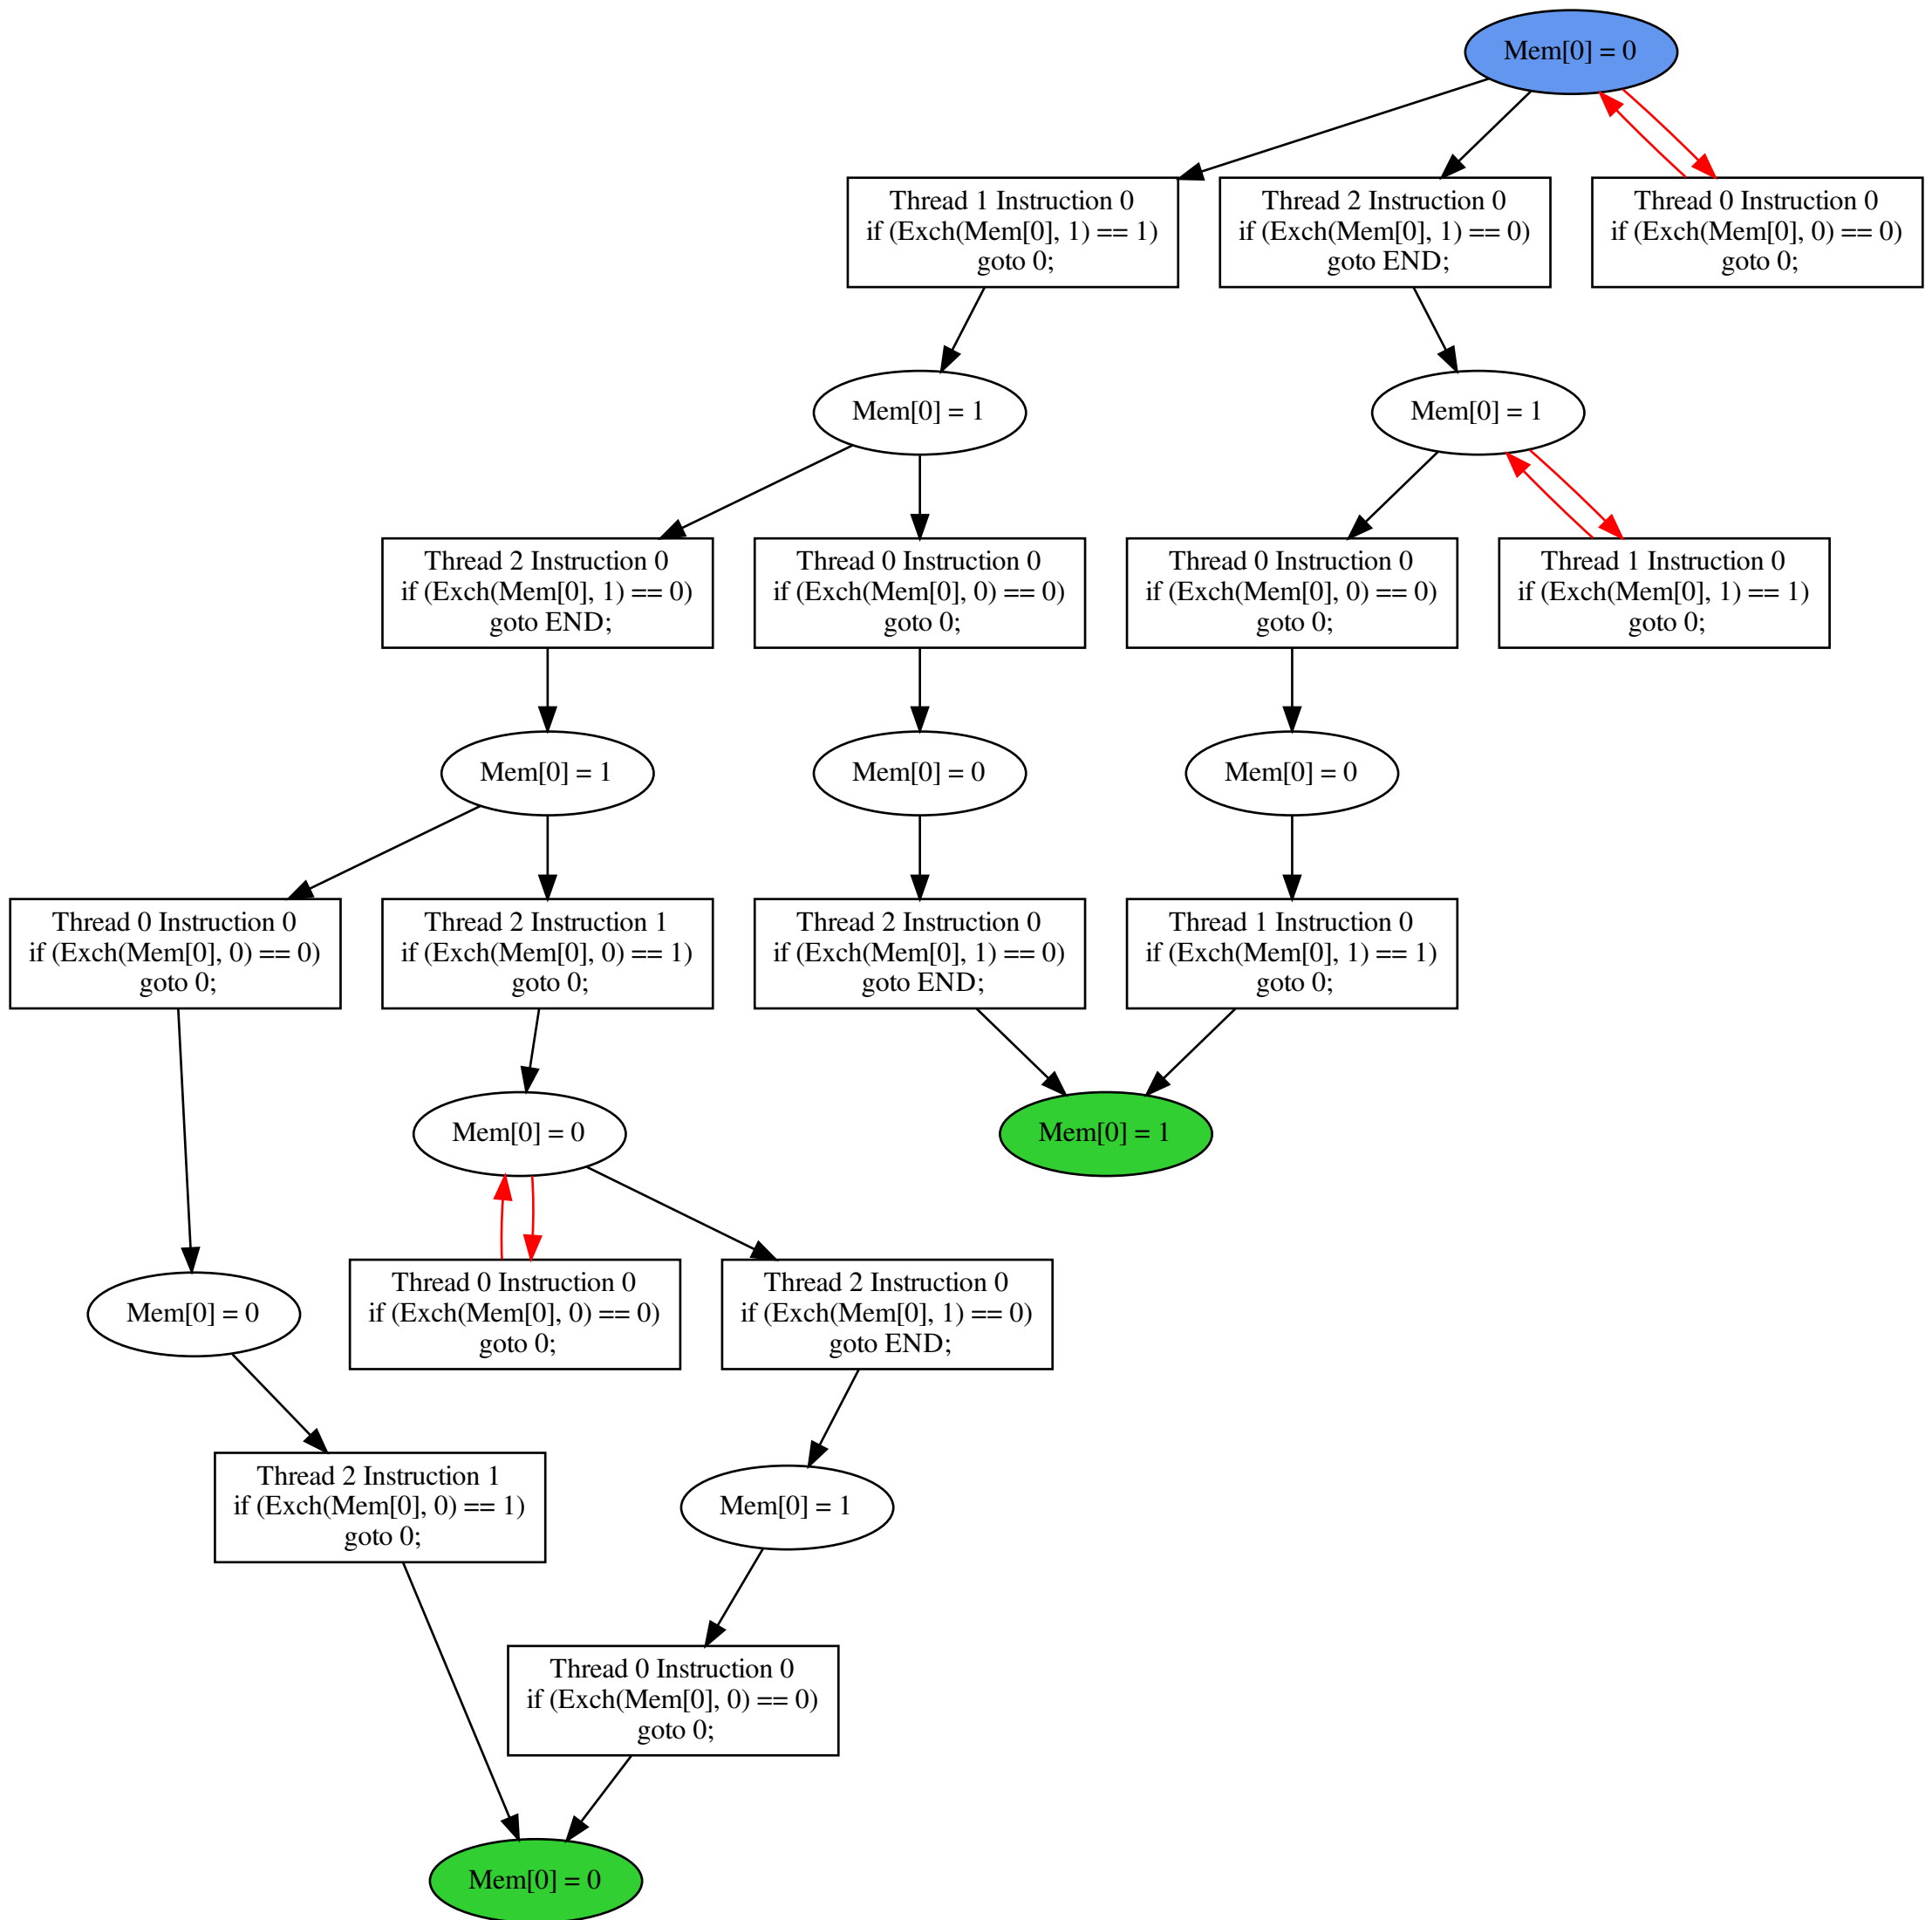 Mem[0] = 0
Thread 1 Instruction 0
if (Exch(Mem[0], 1) == 1)
goto 0;
Thread 2 Instruction 0
if (Exch(Mem[0], 1) == 0)
goto END;
Thread 0 Instruction 0
if (Exch(Mem[0], 0) == 0)
goto 0;
Mem[0] = 1
Mem[0] = 1
Thread 2 Instruction 0
if (Exch(Mem[0], 1) == 0)
goto END;
Thread 0 Instruction 0
if (Exch(Mem[0], 0) == 0)
goto 0;
Thread 0 Instruction 0
if (Exch(Mem[0], 0) == 0)
goto 0;
Thread 1 Instruction 0
if (Exch(Mem[0], 1) == 1)
goto 0;
Mem[0] = 1
Mem[0] = 0
Mem[0] = 0
Thread 0 Instruction 0
if (Exch(Mem[0], 0) == 0)
goto 0;
Thread 2 Instruction 1
if (Exch(Mem[0], 0) == 1)
goto 0;
Thread 2 Instruction 0
if (Exch(Mem[0], 1) == 0)
goto END;
Thread 1 Instruction 0
if (Exch(Mem[0], 1) == 1)
goto 0;
Mem[0] = 0
Mem[0] = 1
Mem[0] = 0
Thread 0 Instruction 0
if (Exch(Mem[0], 0) == 0)
goto 0;
Thread 2 Instruction 0
if (Exch(Mem[0], 1) == 0)
goto END;
Thread 2 Instruction 1
if (Exch(Mem[0], 0) == 1)
goto 0;
Mem[0] = 1
Thread 0 Instruction 0
if (Exch(Mem[0], 0) == 0)
goto 0;
Mem[0] = 0